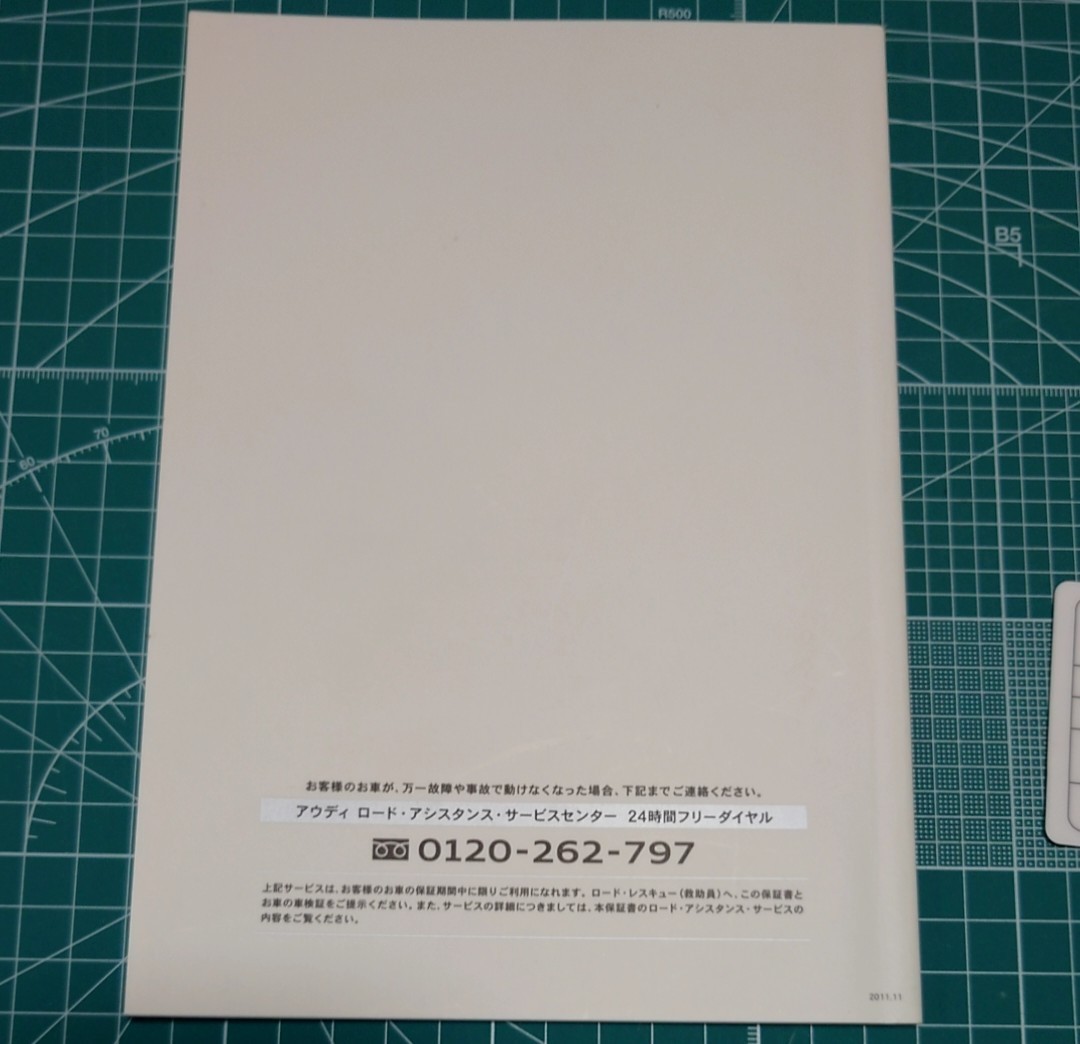 R500
B5
70
60
お客様のお車が、万一故障や事故で動けなくなった場合、下記までご連絡ください。
アウディ ロード・アシスタンス・サービスセンター 24時間フリーダイヤル
0120-262-797
上記サービスは、お客様のお車の保証期間中に限りご利用になれます。ロード・レスキュー（救助員）へ、この保証書と
お車の車検証をご提示ください。また、サービスの詳細につきましては、本保証書のロード・アシスタンス・サービスの
内容をご覧ください。
2011.11